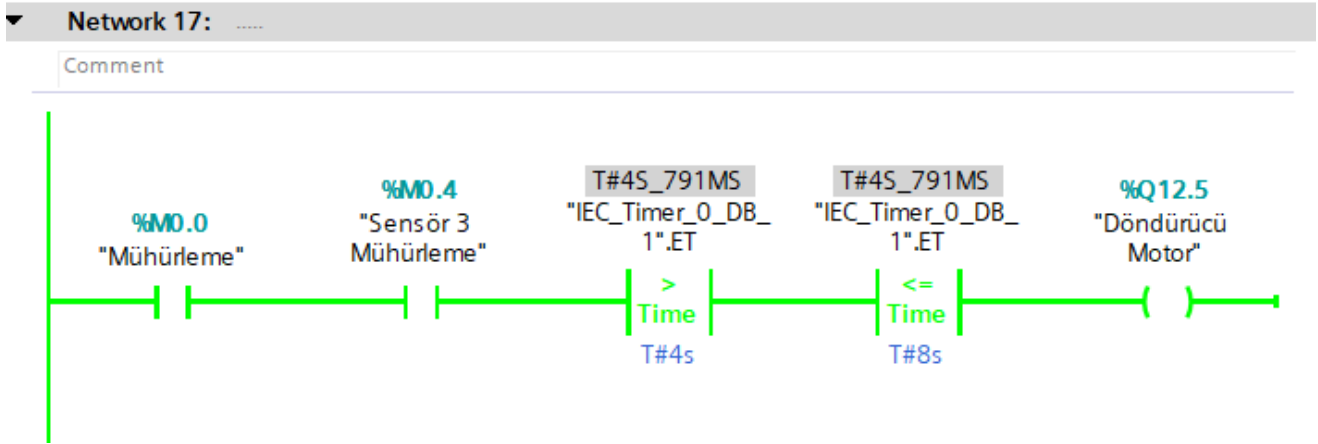 Network 17: .....
Comment
%M0.0
"Mühürleme"
%M0.4
"Sensör 3
Mühürleme"
T#4S_791MS
"IEC_Timer_0_DB_
1".ET
>
Time
T#4s
T#4S_791MS
"IEC_Timer_0_DB_
1".ET
<=
Time
T#8s
%Q12.5
"Döndürücü
Motor"